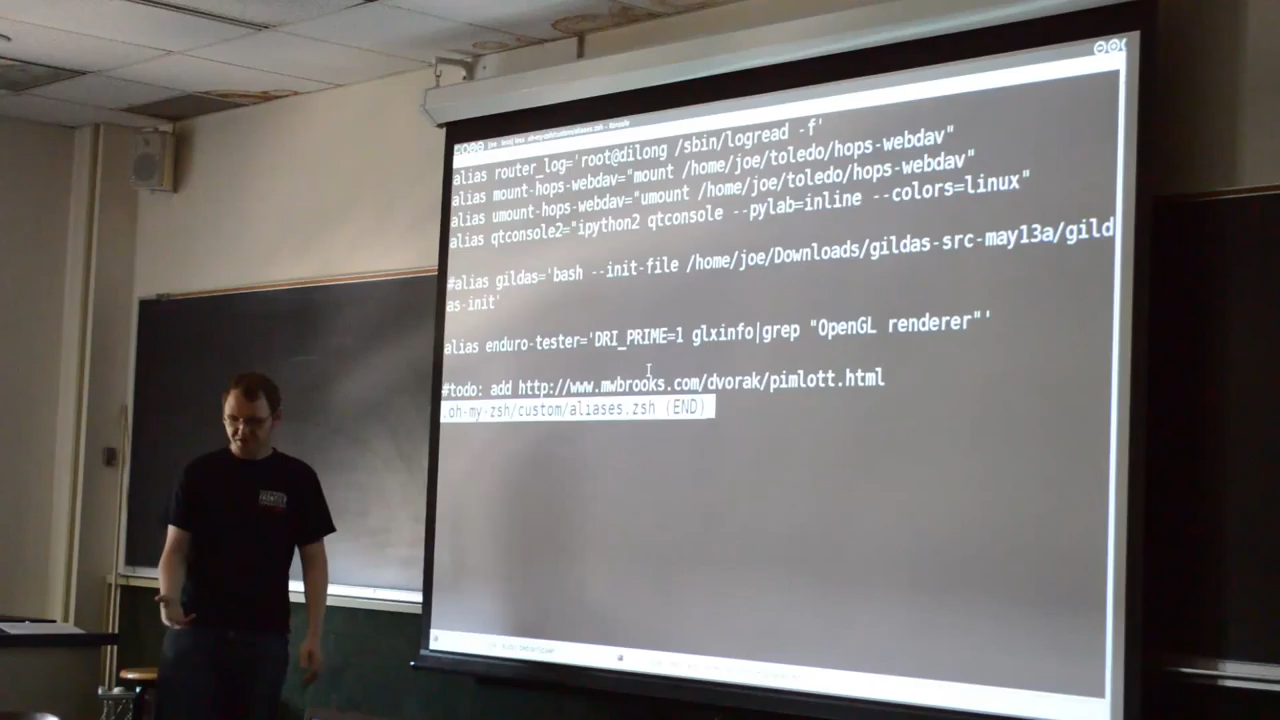 alias router_log='root@dilong /sbin/logread -f'
alias mount-hops-webdav="mount /home/joe/toledo/hops-webdav"
alias umount-hops-webdav="umount /home/joe/toledo/hops-webdav"
alias qtconsole2="ipython2 qtconsole --pylab=inline --colors=linux"
#alias gildas='bash --init-file /home/joe/Downloads/gildas-src-may13a/gild
as-init'
alias enduro-tester='DRI_PRIME=1 glxinfo|grep "OpenGL renderer"'
#todo: add http://www.mwbrooks.com/dvorak/pimlott.html
.oh-my-zsh/custom/aliases.zsh (END)